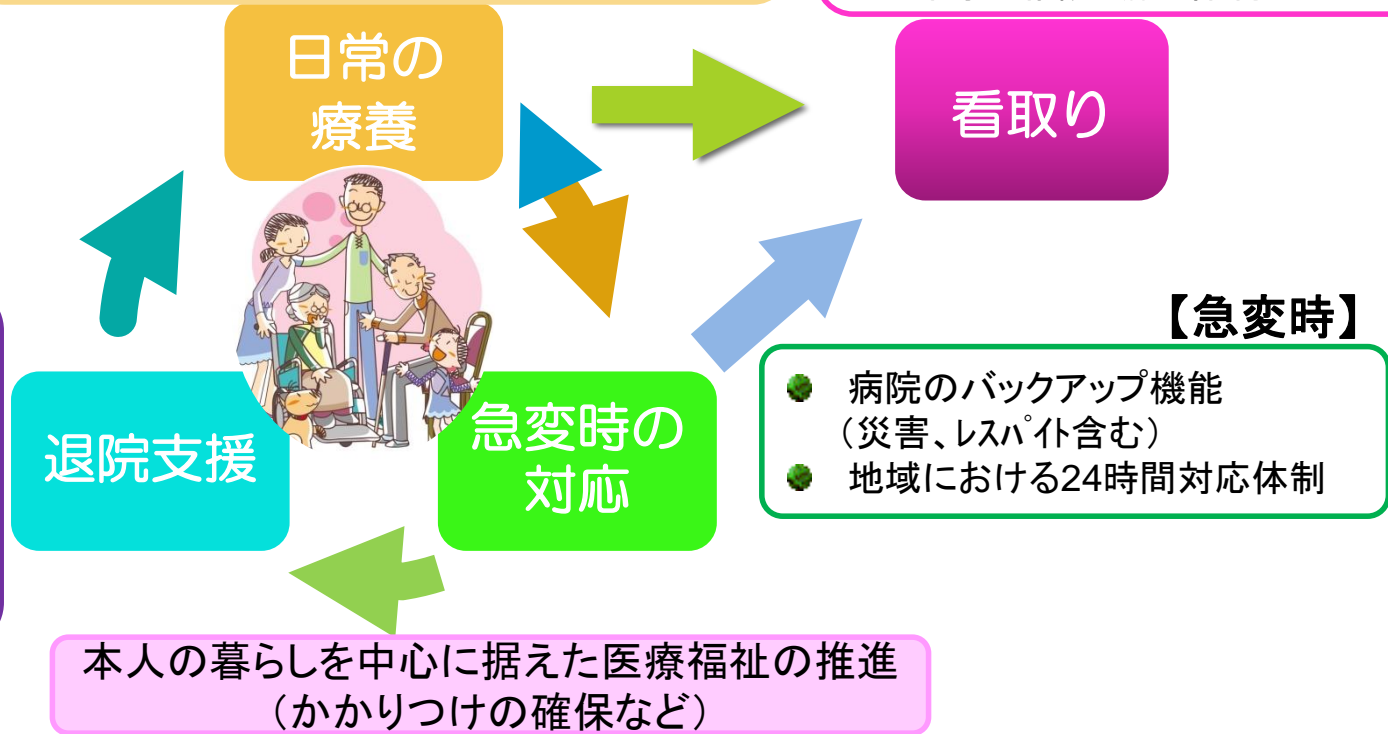 日常の
療養
看取り
【急変時】
病院のバックアップ機能
（災害、ﾚｽﾊﾟｲﾄ含む）
地域における24時間対応体制
退院支援
急変時の
対応
本人の暮らしを中心に据えた医療福祉の推進
（かかりつけの確保など）